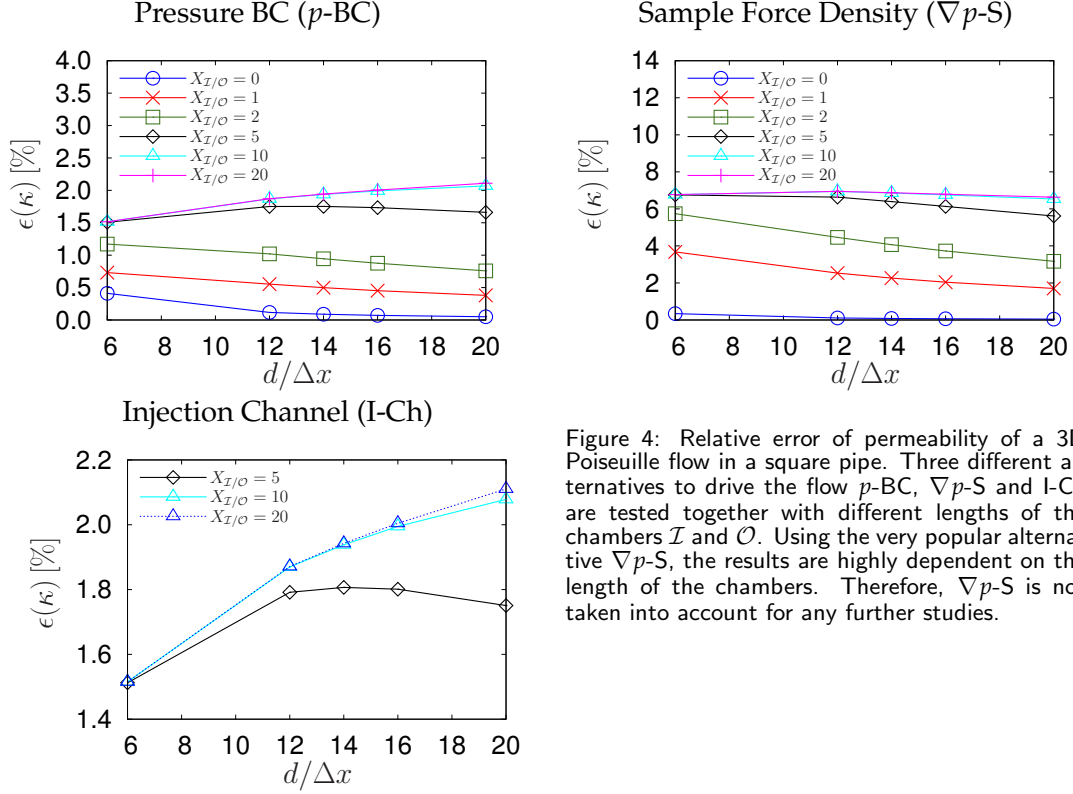 Pressure BC (p-BC)
4.0
3.5
3.0
2.5
2.0
1.5
1.0
0.5
0.0
ϵ(κ) [%]
X_{I/O} = 0
X_{I/O} = 1
X_{I/O} = 2
X_{I/O} = 5
X_{I/O} = 10
X_{I/O} = 20
6 8 10 12 14 16 18 20
d/Δx
Sample Force Density (∇p-S)
14
12
10
8
6
4
2
0
ϵ(κ) [%]
X_{I/O} = 0
X_{I/O} = 1
X_{I/O} = 2
X_{I/O} = 5
X_{I/O} = 10
X_{I/O} = 20
6 8 10 12 14 16 18 20
d/Δx
Injection Channel (I-Ch)
2.2
2.0
1.8
1.6
1.4
ϵ(κ) [%]
X_{I/O} = 5
X_{I/O} = 10
X_{I/O} = 20
6 8 10 12 14 16 18 20
d/Δx
Figure 4: Relative error of permeability of a
Poiseuille flow in a square pipe. Three different a
ternatives to drive the flow p-BC, ∇p-S and I-C
are tested together with different lengths of th
chambers I and O. Using the very popular alterna
tive ∇p-S, the results are highly dependent on th
length of the chambers. Therefore, ∇p-S is no
taken into account for any further studies.